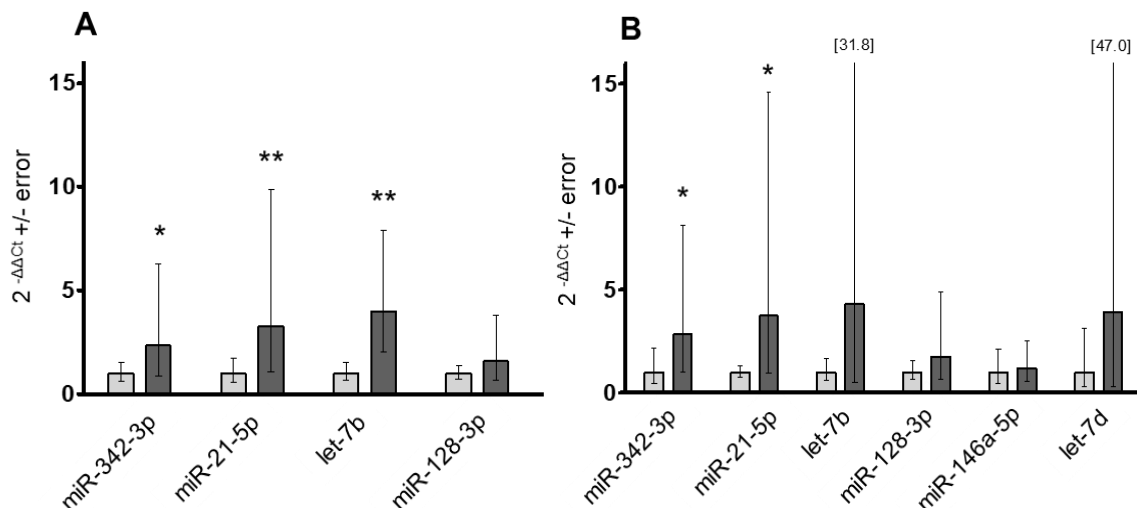 A
2 -ΔΔCt +/- error
15
10
5
0
*
**
**
miR-342-3p
miR-21-5p
let-7b
miR-128-3p
B
2 -ΔΔCt +/- error
15
10
5
0
*
*
[31.8]
[47.0]
miR-342-3p
miR-21-5p
let-7b
miR-128-3p
miR-146a-5p
let-7d